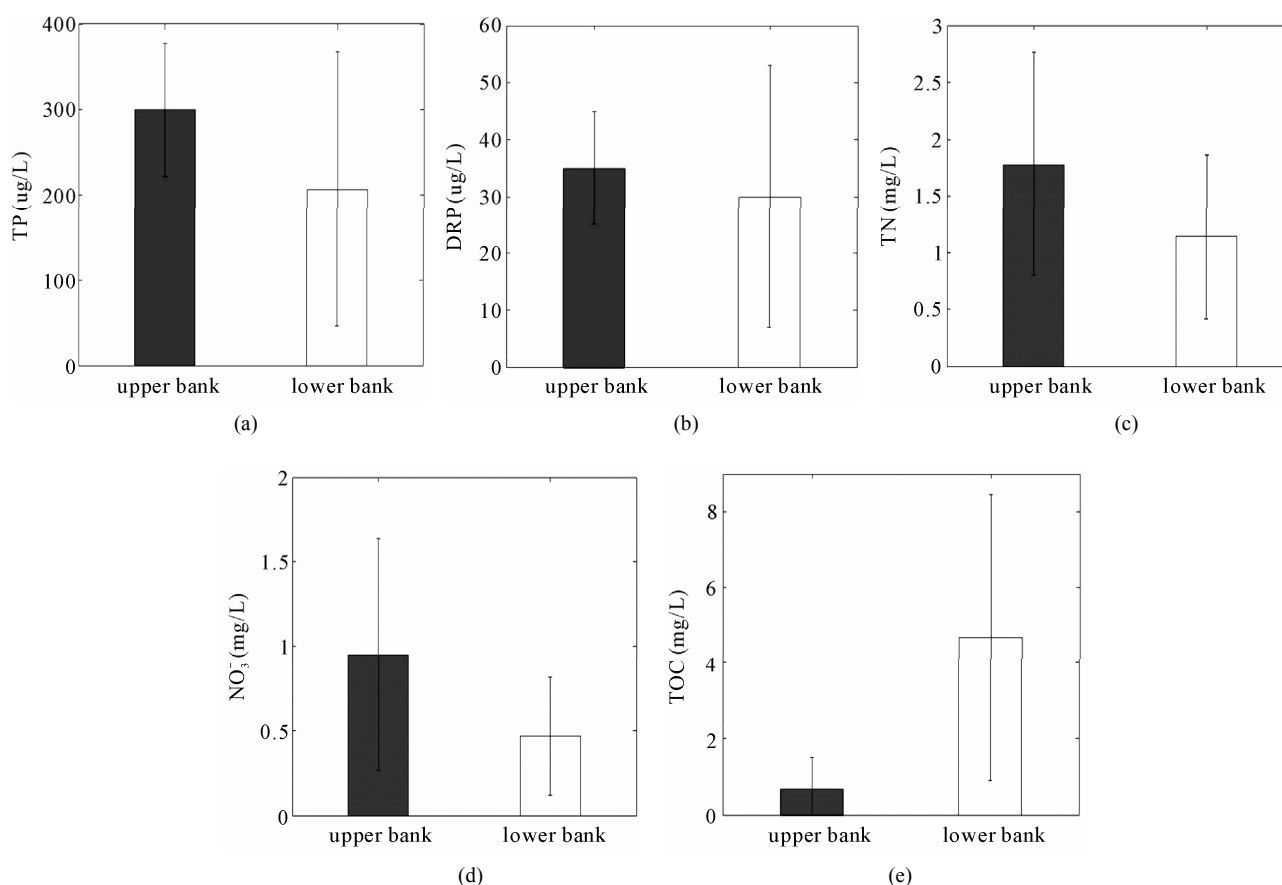 400
300
200
100
0
TP (ug/L)
upper bank lower bank
(a)
60
50
40
30
20
10
0
DRP (ug/L)
upper bank lower bank
(b)
3
2.5
2
1.5
1
0.5
0
TN (mg/L)
upper bank lower bank
(c)
2
1.5
1
0.5
0
NO₃⁻ (mg/L)
upper bank lower bank
(d)
8
6
4
2
0
TOC (mg/L)
upper bank lower bank
(e)